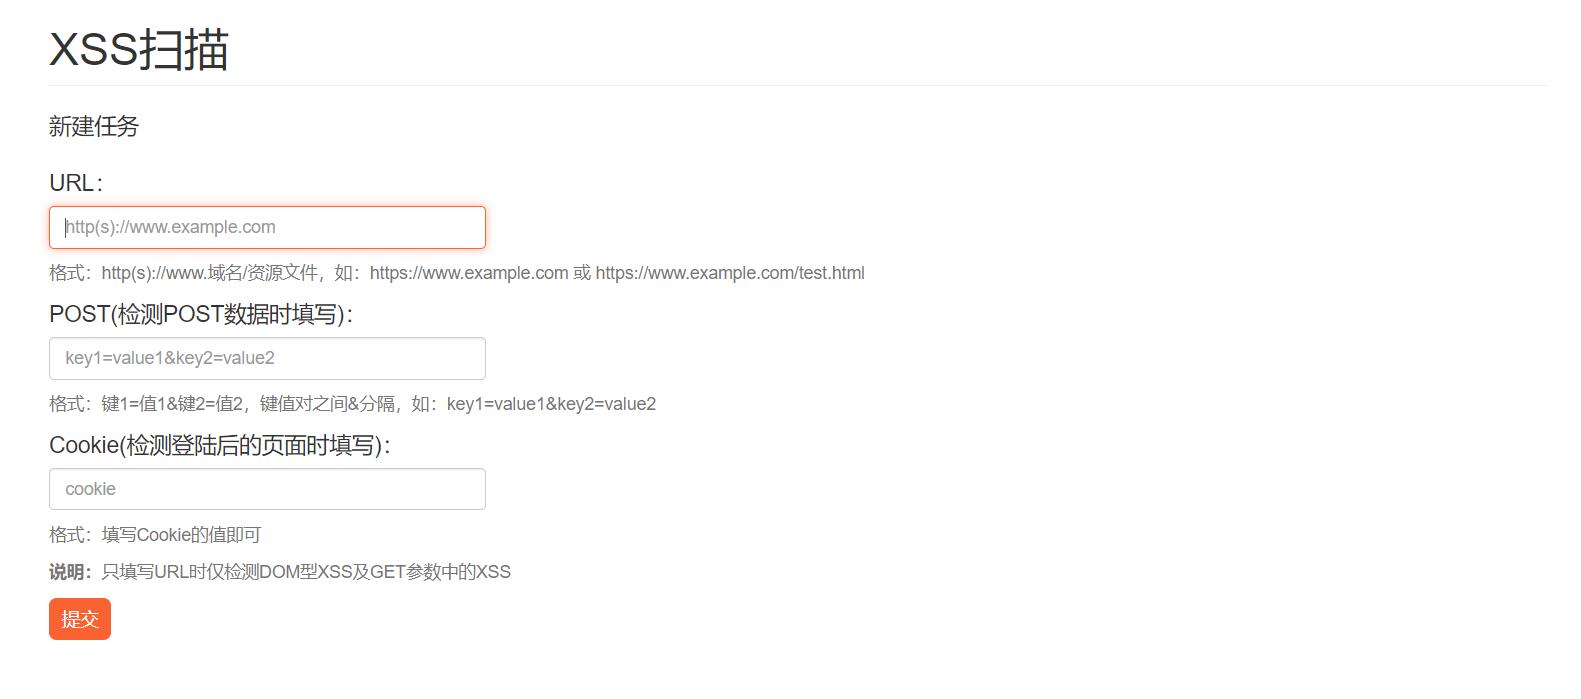 XSS扫描
新建任务
URL：
http(s)://www.example.com
格式：http(s)://www.域名/资源文件，如：https://www.example.com 或 https://www.example.com/test.html
POST(检测POST数据时填写)：
key1=value1&key2=value2
格式：键1=值1&键2=值2，键值对之间&分隔，如：key1=value1&key2=value2
Cookie(检测登陆后的页面时填写)：
cookie
格式：填写Cookie的值即可
说明：只填写URL时仅检测DOM型XSS及GET参数中的XSS
提交